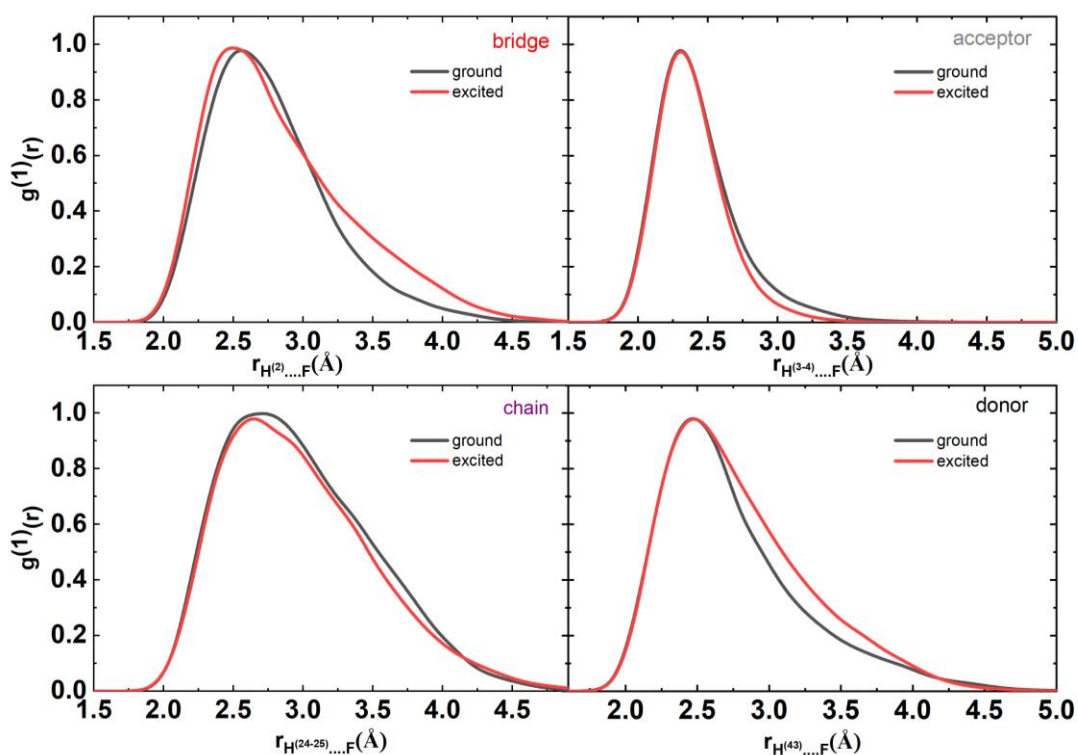 bridge
ground
excited
g(1)(r)
1.0
0.8
0.6
0.4
0.2
0.0
1.5 2.0 2.5 3.0 3.5 4.0 4.5
rH(2)....F(Å)
acceptor
ground
excited
1.5 2.0 2.5 3.0 3.5 4.0 4.5 5.0
rH(3-4)....F(Å)
chain
ground
excited
g(1)(r)
1.0
0.8
0.6
0.4
0.2
0.0
1.5 2.0 2.5 3.0 3.5 4.0 4.5
rH(24-25)....F(Å)
donor
ground
excited
2.0 2.5 3.0 3.5 4.0 4.5 5.0
rH(43)....F(Å)